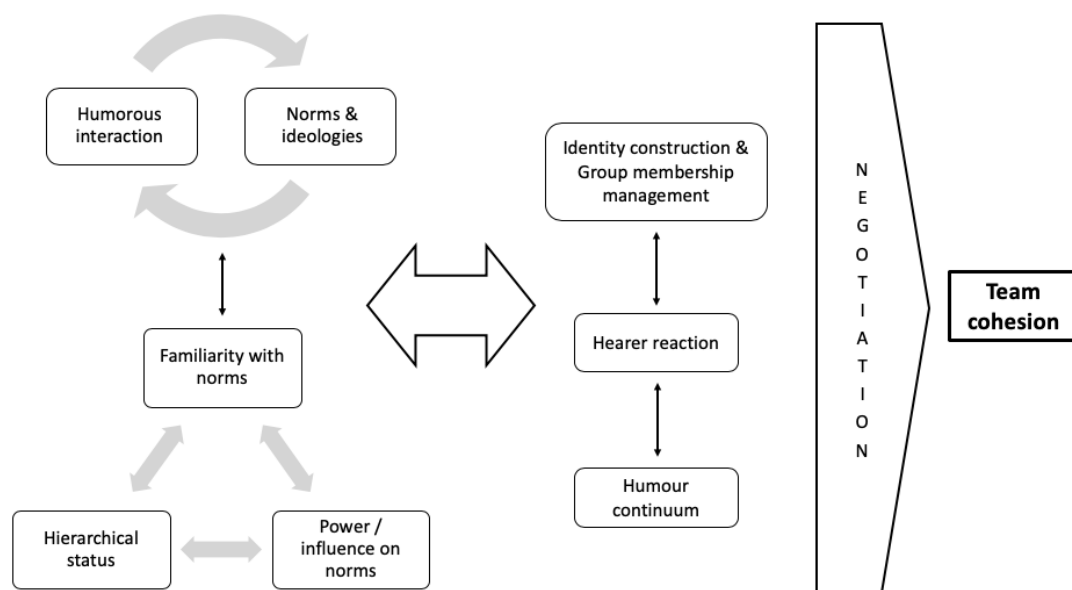 Humorous
interaction
Norms &
ideologies
Familiarity with
norms
Hierarchical
status
Power /
influence on
norms
Identity construction &
Group membership
management
Hearer reaction
Humour
continuum
N
E
G
O
T
I
A
T
I
O
N
Team
cohesion